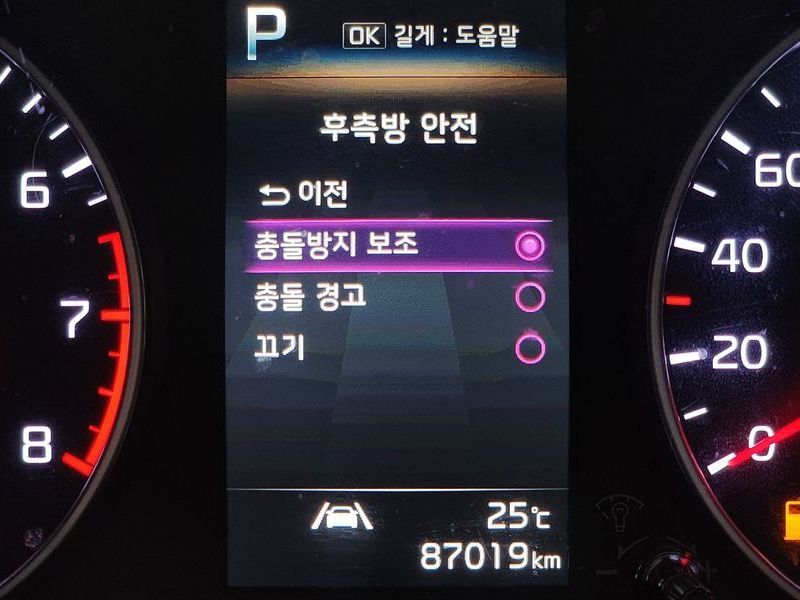 P
OK 길게 : 도움말
후측방 안전
이전
충돌방지 보조
충돌 경고
끄기
25℃
87019km
6
7
8
60
40
20
0